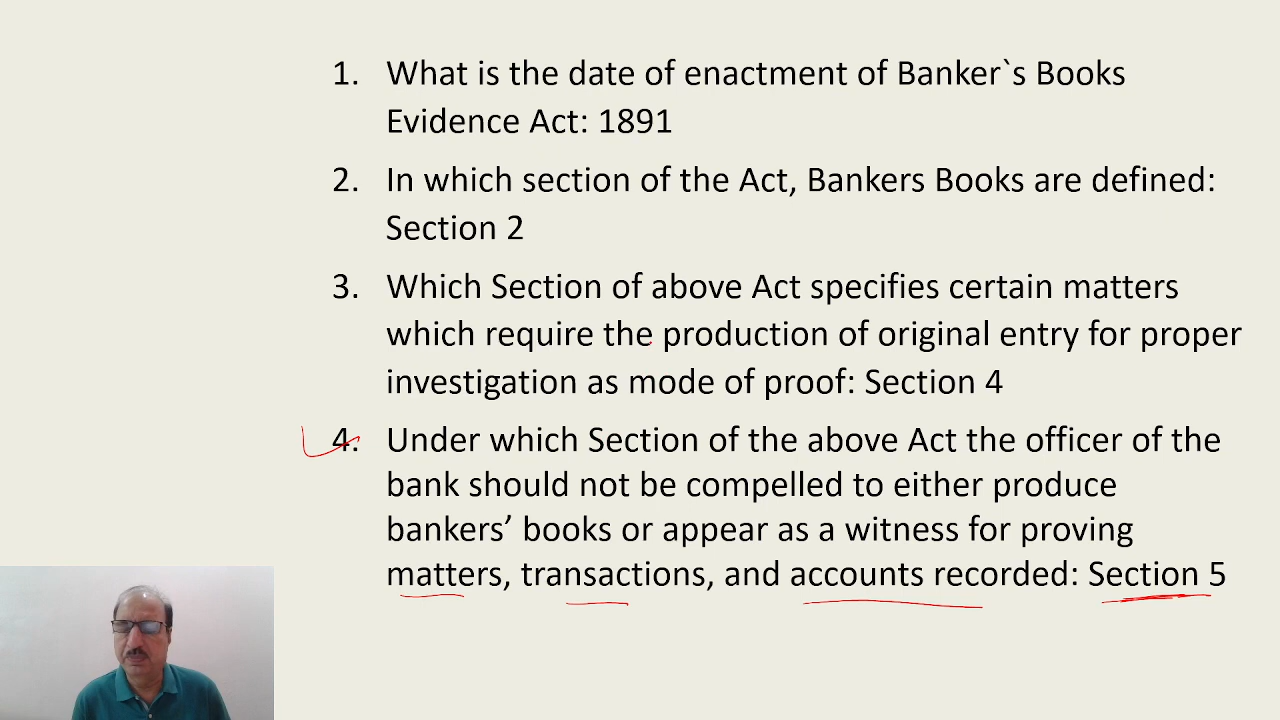 1. What is the date of enactment of Banker`s Books
Evidence Act: 1891
2. In which section of the Act, Bankers Books are defined:
Section 2
3. Which Section of above Act specifies certain matters
which require the production of original entry for proper
investigation as mode of proof: Section 4
4. Under which Section of the above Act the officer of the
bank should not be compelled to either produce
bankers’ books or appear as a witness for proving
matters, transactions, and accounts recorded: Section 5